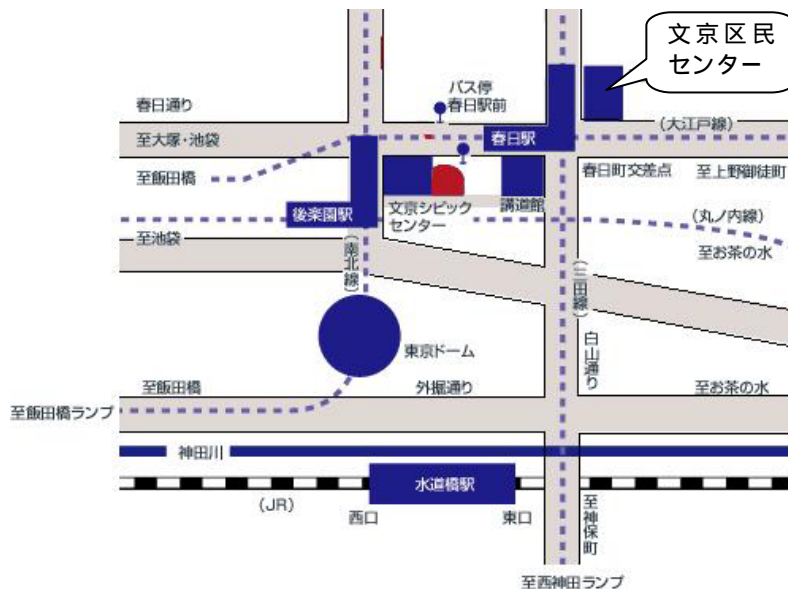 文京区民
センター
バス停
春日駅前
春日通り
(大江戸線)
至大塚・池袋
春日駅
春日町交差点
至上野御徒町
至飯田橋
後楽園駅
文京シビック
センター
講道館
(丸ノ内線)
至池袋
(南北線)
至お茶の水
(三田線)
白山通り
東京ドーム
至飯田橋
外掘通り
至お茶の水
至飯田橋ランプ
神田川
水道橋駅
(JR)
西口
東口
至神保町
至西神田ランプ